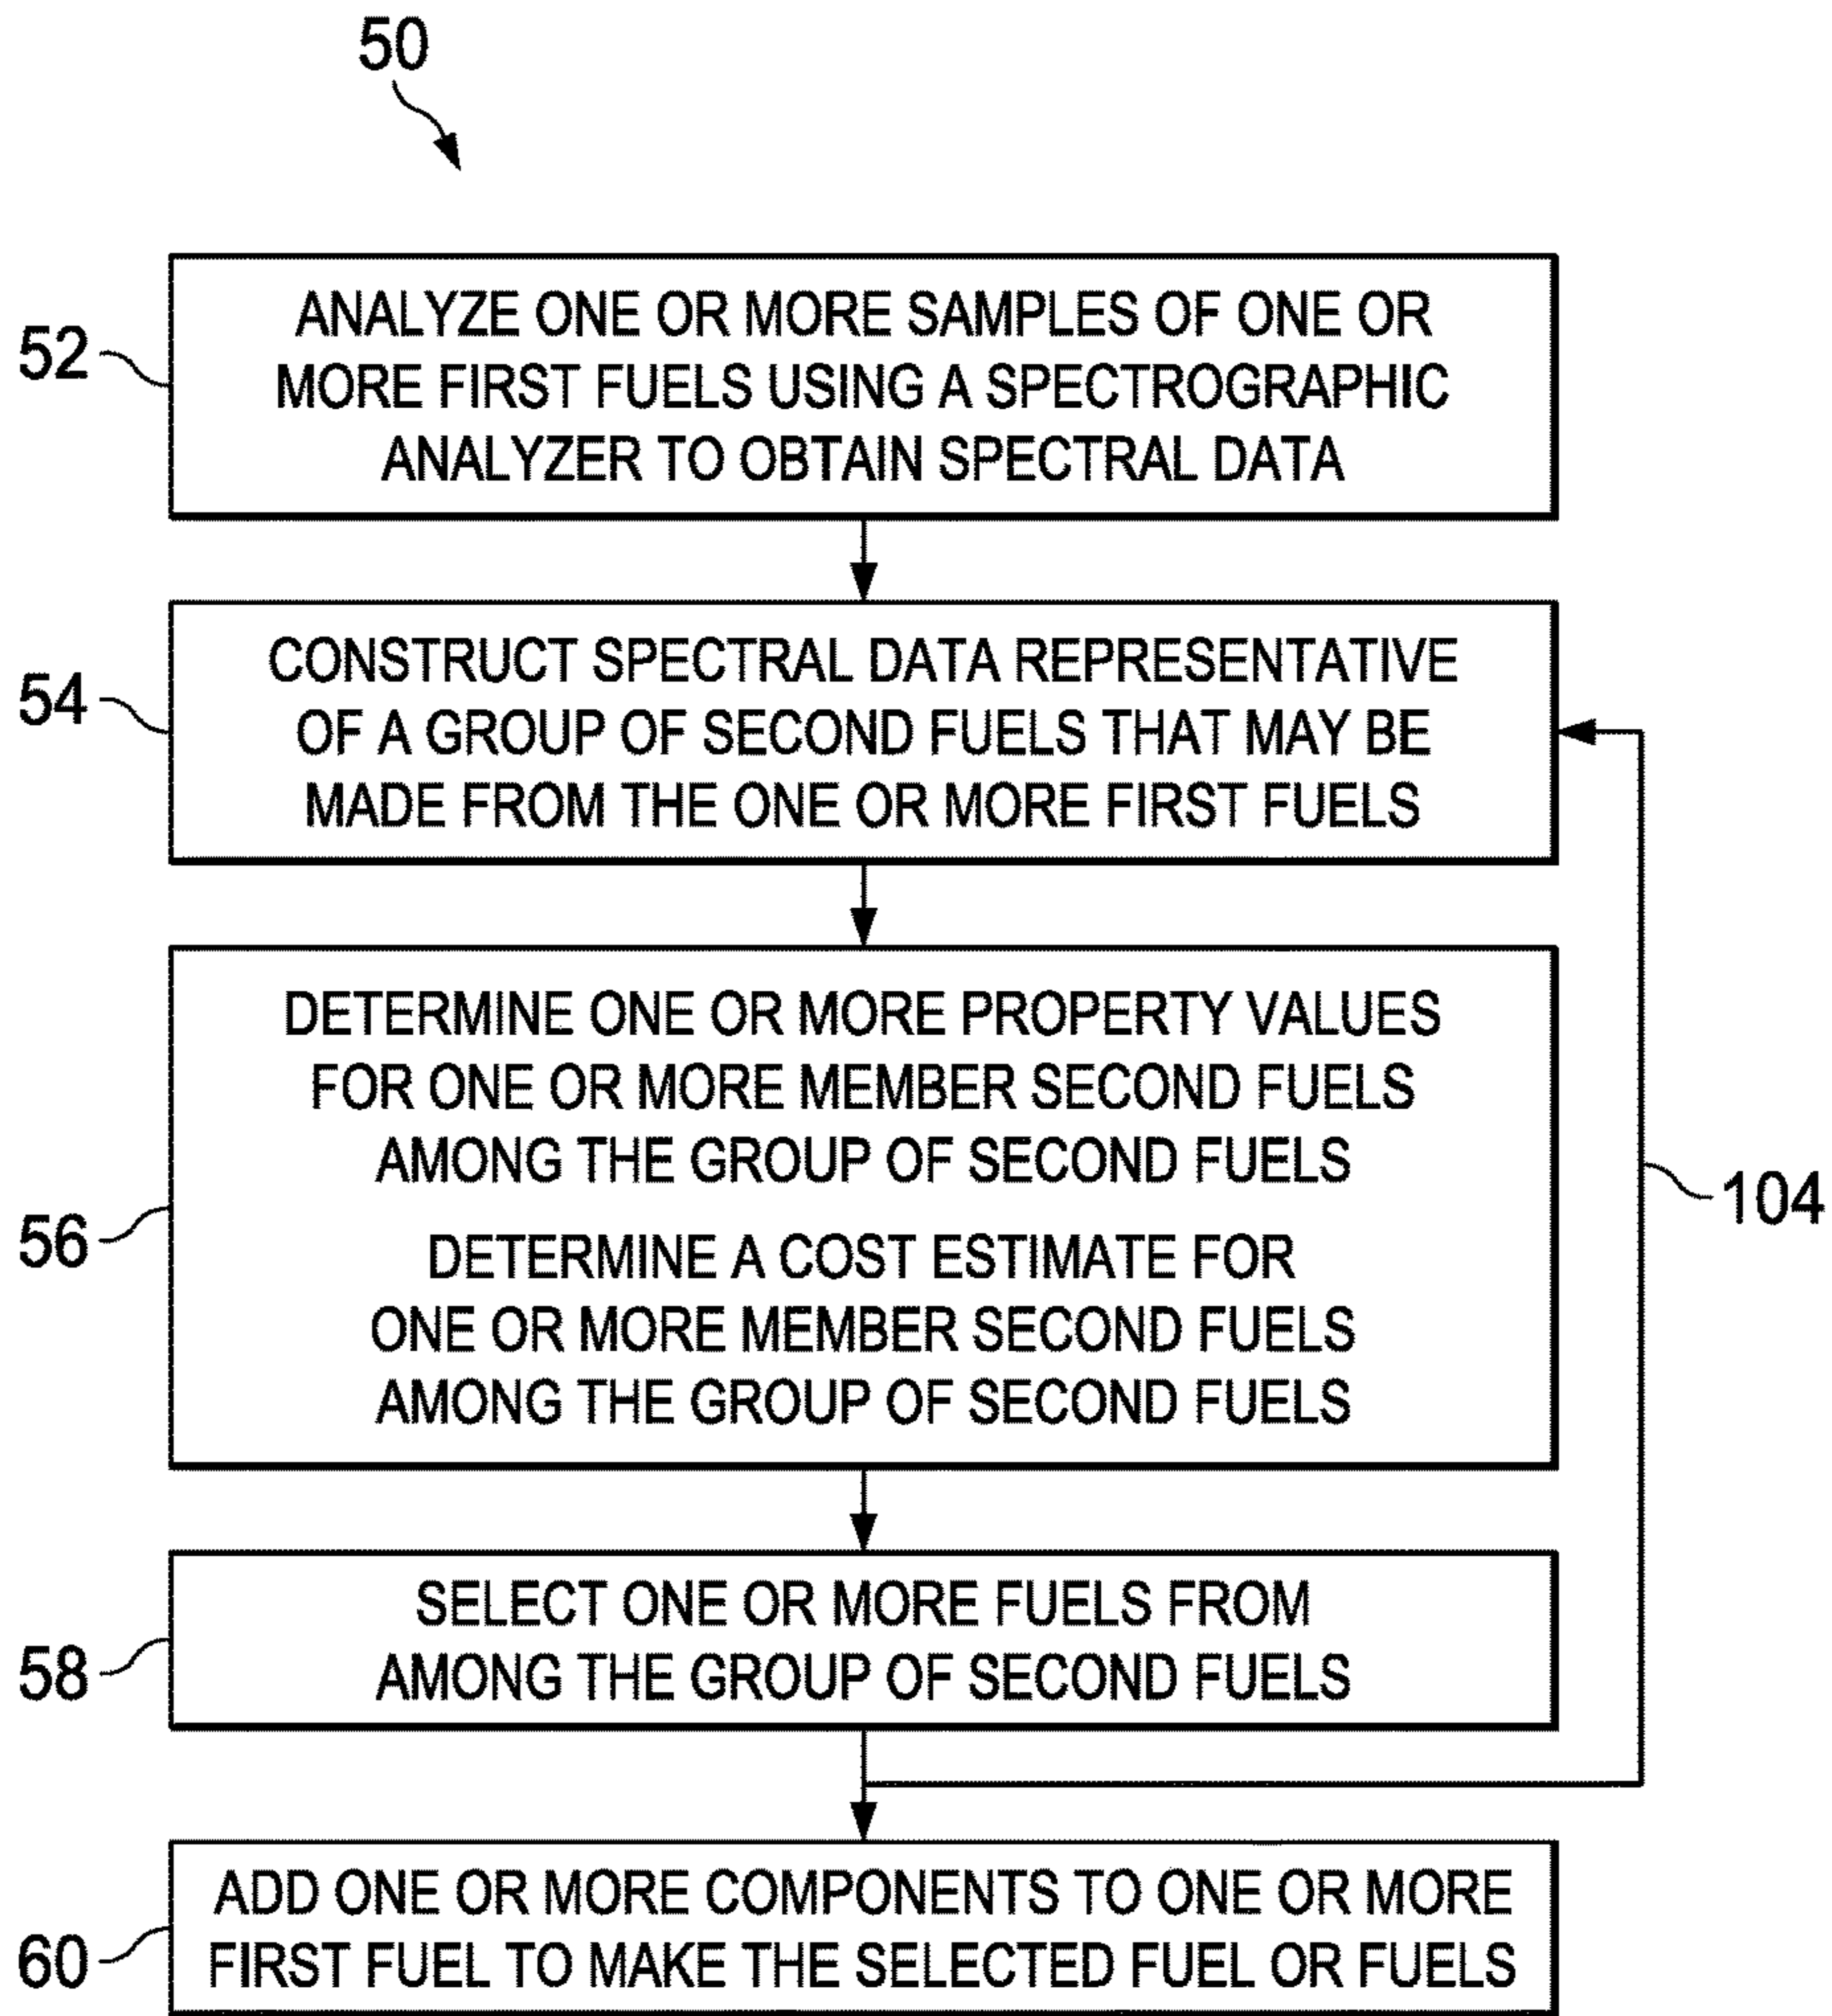 50
52
ANALYZE ONE OR MORE SAMPLES OF ONE OR
MORE FIRST FUELS USING A SPECTROGRAPHIC
ANALYZER TO OBTAIN SPECTRAL DATA
54
CONSTRUCT SPECTRAL DATA REPRESENTATIVE
OF A GROUP OF SECOND FUELS THAT MAY BE
MADE FROM THE ONE OR MORE FIRST FUELS
56
DETERMINE ONE OR MORE PROPERTY VALUES
FOR ONE OR MORE MEMBER SECOND FUELS
AMONG THE GROUP OF SECOND FUELS
DETERMINE A COST ESTIMATE FOR
ONE OR MORE MEMBER SECOND FUELS
AMONG THE GROUP OF SECOND FUELS
104
58
SELECT ONE OR MORE FUELS FROM
AMONG THE GROUP OF SECOND FUELS
60
ADD ONE OR MORE COMPONENTS TO ONE OR MORE
FIRST FUEL TO MAKE THE SELECTED FUEL OR FUELS